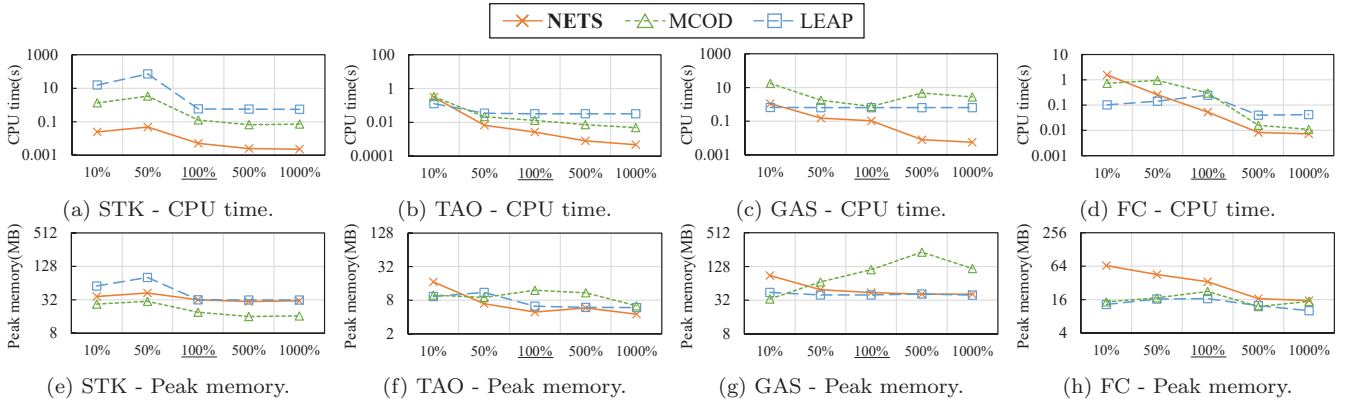 NETS MCOD LEAP
CPU time(s)
1000
10
0.1
0.001
10% 50% 100% 500% 1000%
(a) STK - CPU time.
CPU time(s)
100
1
0.01
0.0001
10% 50% 100% 500% 1000%
(b) TAO - CPU time.
CPU time(s)
1000
10
0.1
0.001
10% 50% 100% 500% 1000%
(c) GAS - CPU time.
CPU time(s)
10
1
0.1
0.01
0.001
10% 50% 100% 500% 1000%
(d) FC - CPU time.
Peak memory(MB)
512
128
32
8
10% 50% 100% 500% 1000%
(e) STK - Peak memory.
Peak memory(MB)
128
32
8
2
10% 50% 100% 500% 1000%
(f) TAO - Peak memory.
Peak memory(MB)
512
128
32
8
10% 50% 100% 500% 1000%
(g) GAS - Peak memory.
Peak memory(MB)
256
64
16
4
10% 50% 100% 500% 1000%
(h) FC - Peak memory.